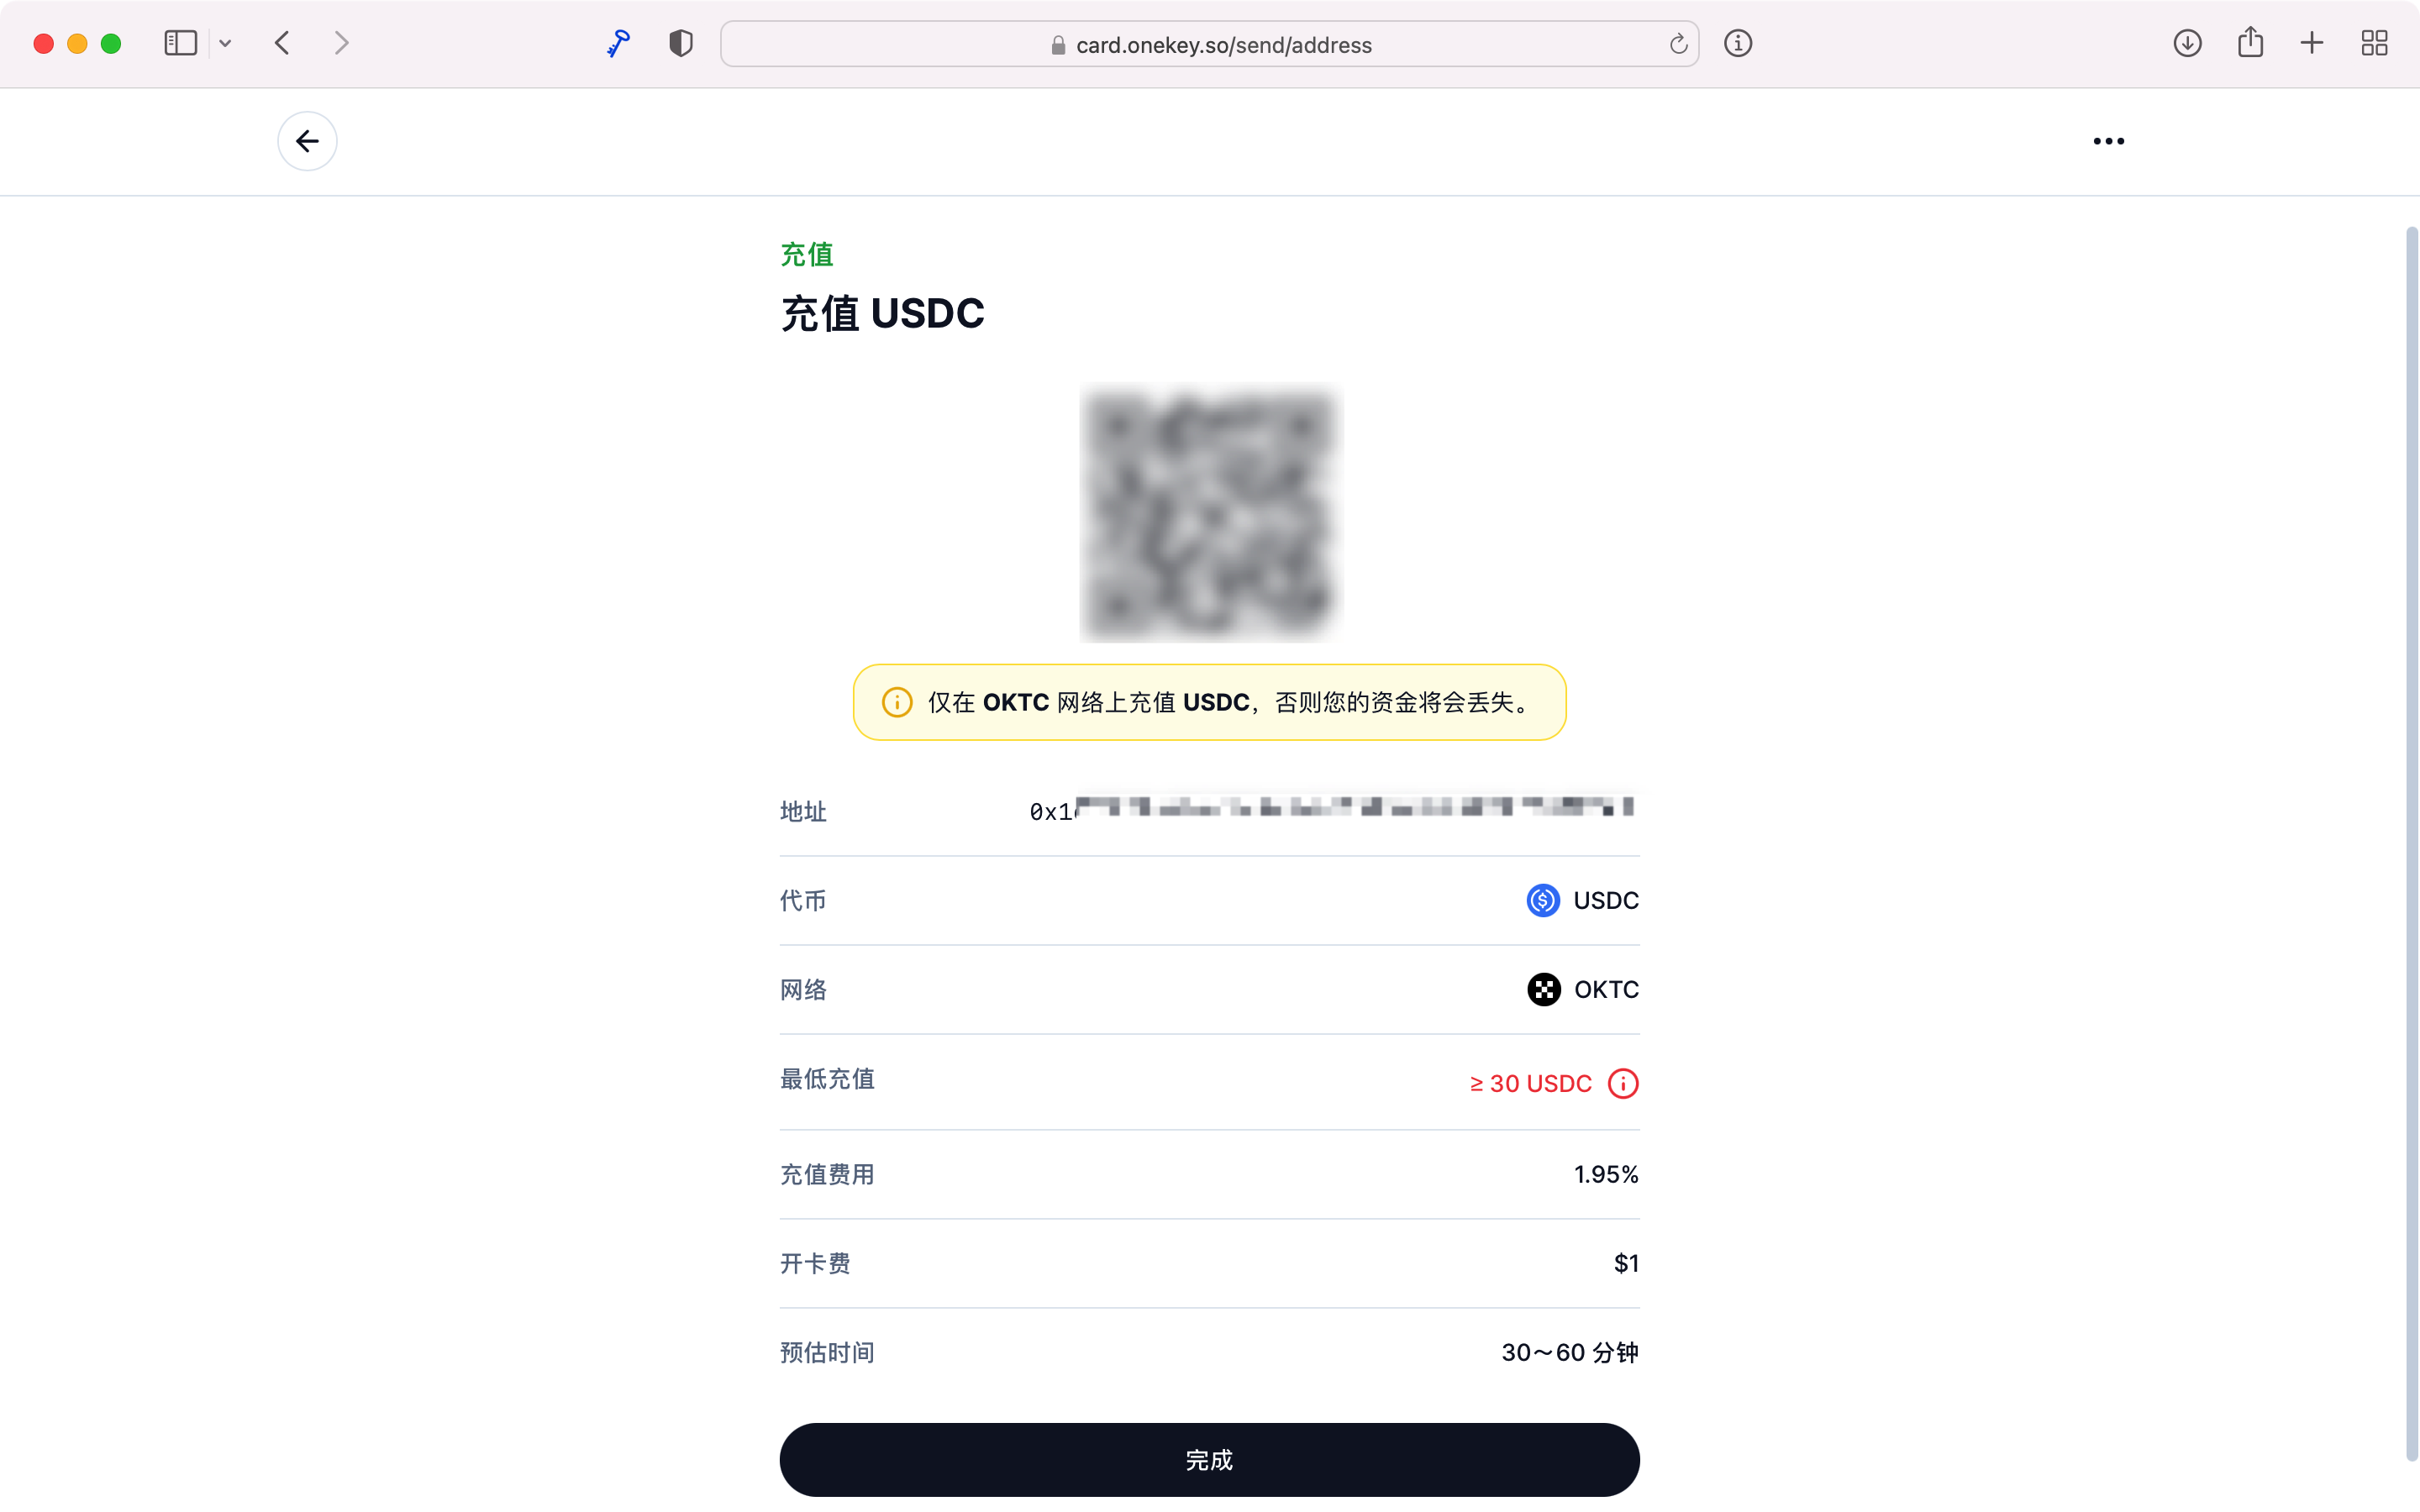 card.onekey.so/send/address
充值
充值 USDC
仅在 OKTC 网络上充值 USDC，否则您的资金将会丢失。
地址 0x1
代币 USDC
网络 OKTC
最低充值 ≥ 30 USDC
充值费用 1.95%
开卡费 $1
预估时间 30～60 分钟
完成